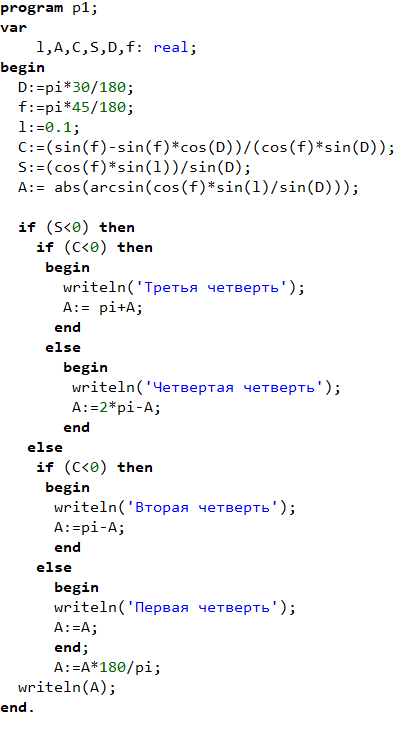 program p1;
var
l,A,C,S,D,f: real;
begin
D:=pi*30/180;
f:=pi*45/180;
l:=0.1;
C:=(sin(f)-sin(f)*cos(D))/(cos(f)*sin(D));
S:=(cos(f)*sin(l))/sin(D);
A:= abs(arcsin(cos(f)*sin(l)/sin(D)));
if (S<0) then
if (C<0) then
begin
writeln('Третья четверть');
A:= pi+A;
end
else
begin
writeln('Четвертая четверть');
A:=2*pi-A;
end
else
if (C<0) then
begin
writeln('Вторая четверть');
A:=pi-A;
end
else
begin
writeln('Первая четверть');
A:=A;
end;
A:=A*180/pi;
writeln(A);
end.